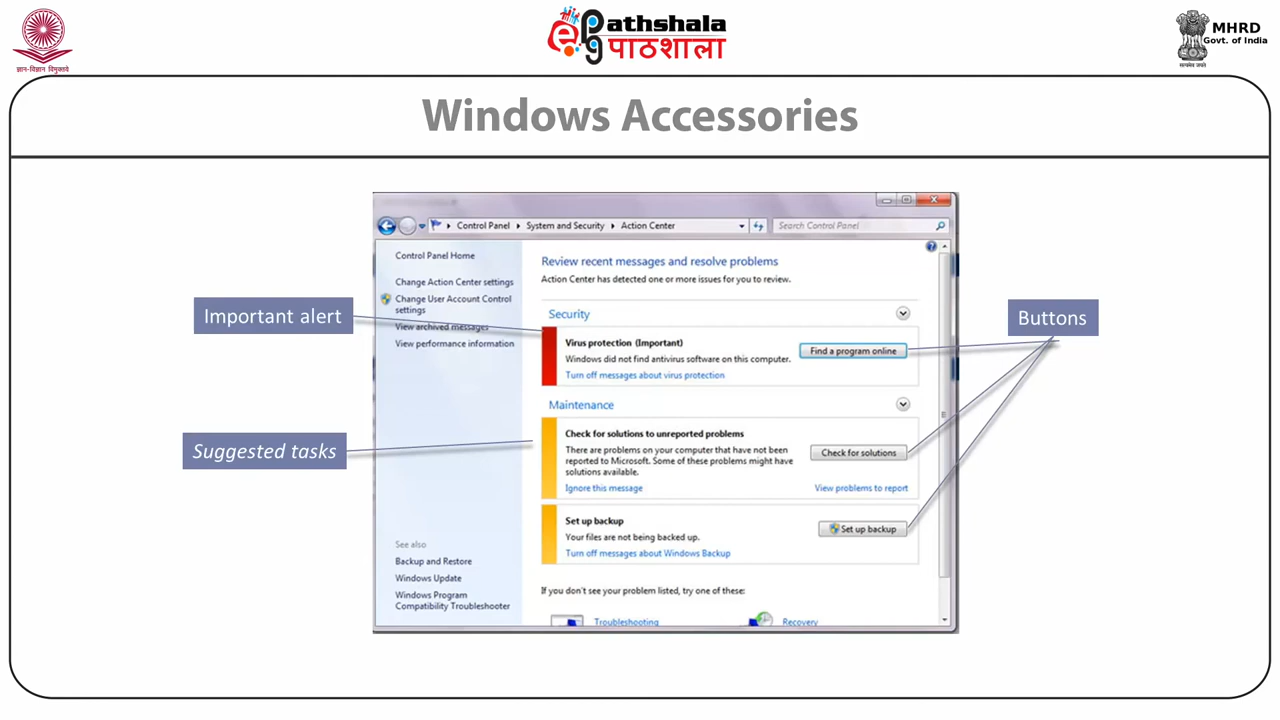 ज्ञान-विज्ञान विमुक्तये
ePathshala
पाठशाला
MHRD
Govt. of India
सत्यमेव जयते
Windows Accessories
Control Panel
System and Security
Action Center
Search Control Panel
Control Panel Home
Change Action Center settings
Change User Account Control
settings
View archived messages
View performance information
See also
Backup and Restore
Windows Update
Windows Program
Compatibility Troubleshooter
Review recent messages and resolve problems
Action Center has detected one or more issues for you to review.
Security
Virus protection (Important)
Windows did not find antivirus software on this computer.
Turn off messages about virus protection
Find a program online
Maintenance
Check for solutions to unreported problems
There are problems on your computer that have not been
reported to Microsoft. Some of these problems might have
solutions available.
Check for solutions
Ignore this message
View problems to report
Set up backup
Your files are not being backed up.
Turn off messages about Windows Backup
Set up backup
If you don't see your problem listed, try one of these:
Troubleshooting
Recovery
Important alert
Suggested tasks
Buttons